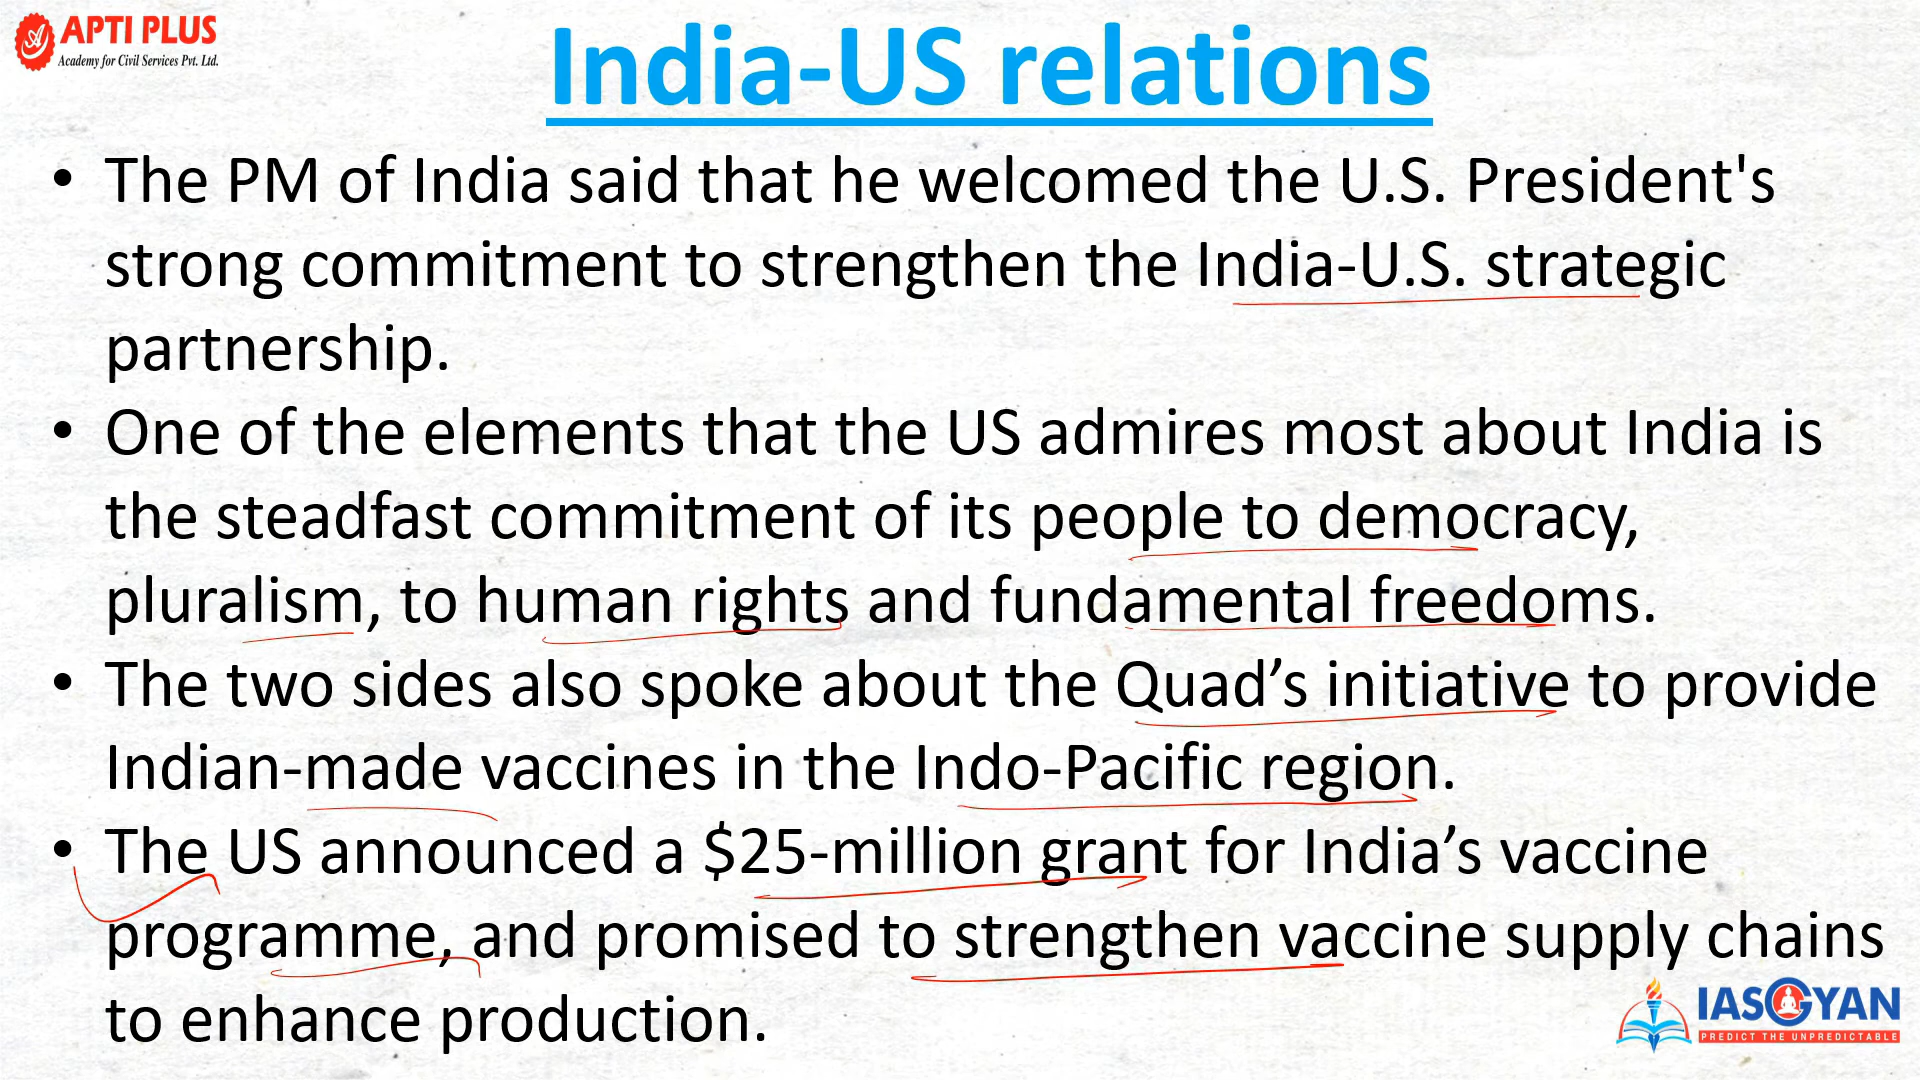 APTI PLUS
Academy for Civil Services Pvt. Ltd.
India-US relations
• The PM of India said that he welcomed the U.S. President's
strong commitment to strengthen the India-U.S. strategic
partnership.
• One of the elements that the US admires most about India is
the steadfast commitment of its people to democracy,
pluralism, to human rights and fundamental freedoms.
• The two sides also spoke about the Quad’s initiative to provide
Indian-made vaccines in the Indo-Pacific region.
• The US announced a $25-million grant for India’s vaccine
programme, and promised to strengthen vaccine supply chains
to enhance production.
IASGYAN
PREDICT THE UNPREDICTABLE